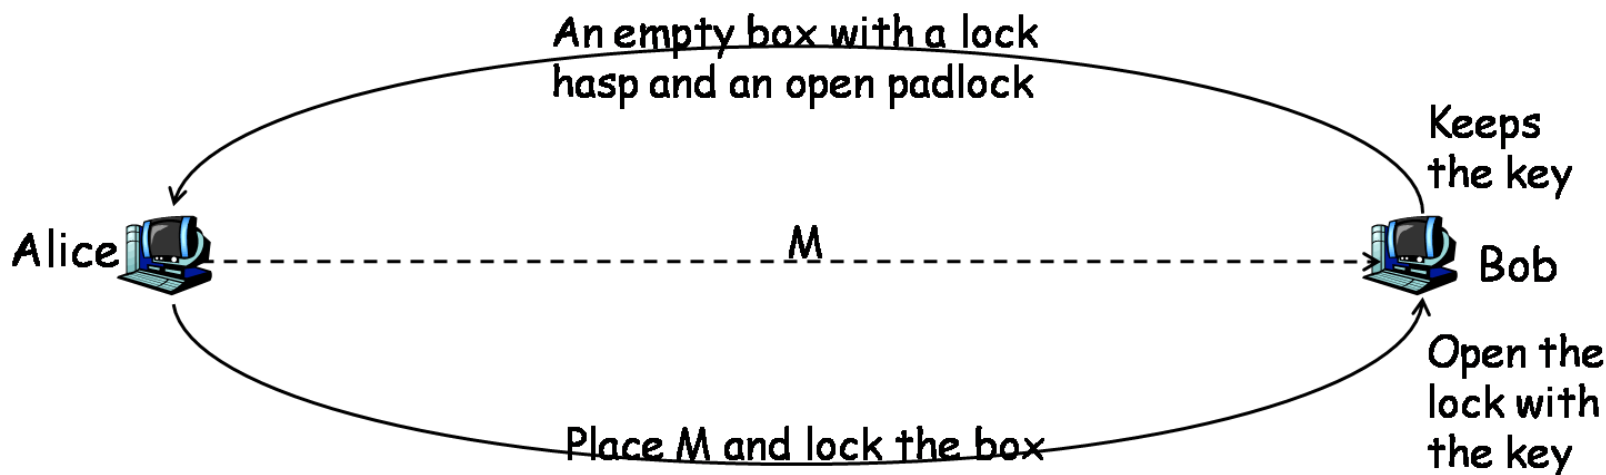 An empty box with a lock
hasp and an open padlock
Keeps
the key
Alice
M
Bob
Open the
lock with
the key
Place M and lock the box